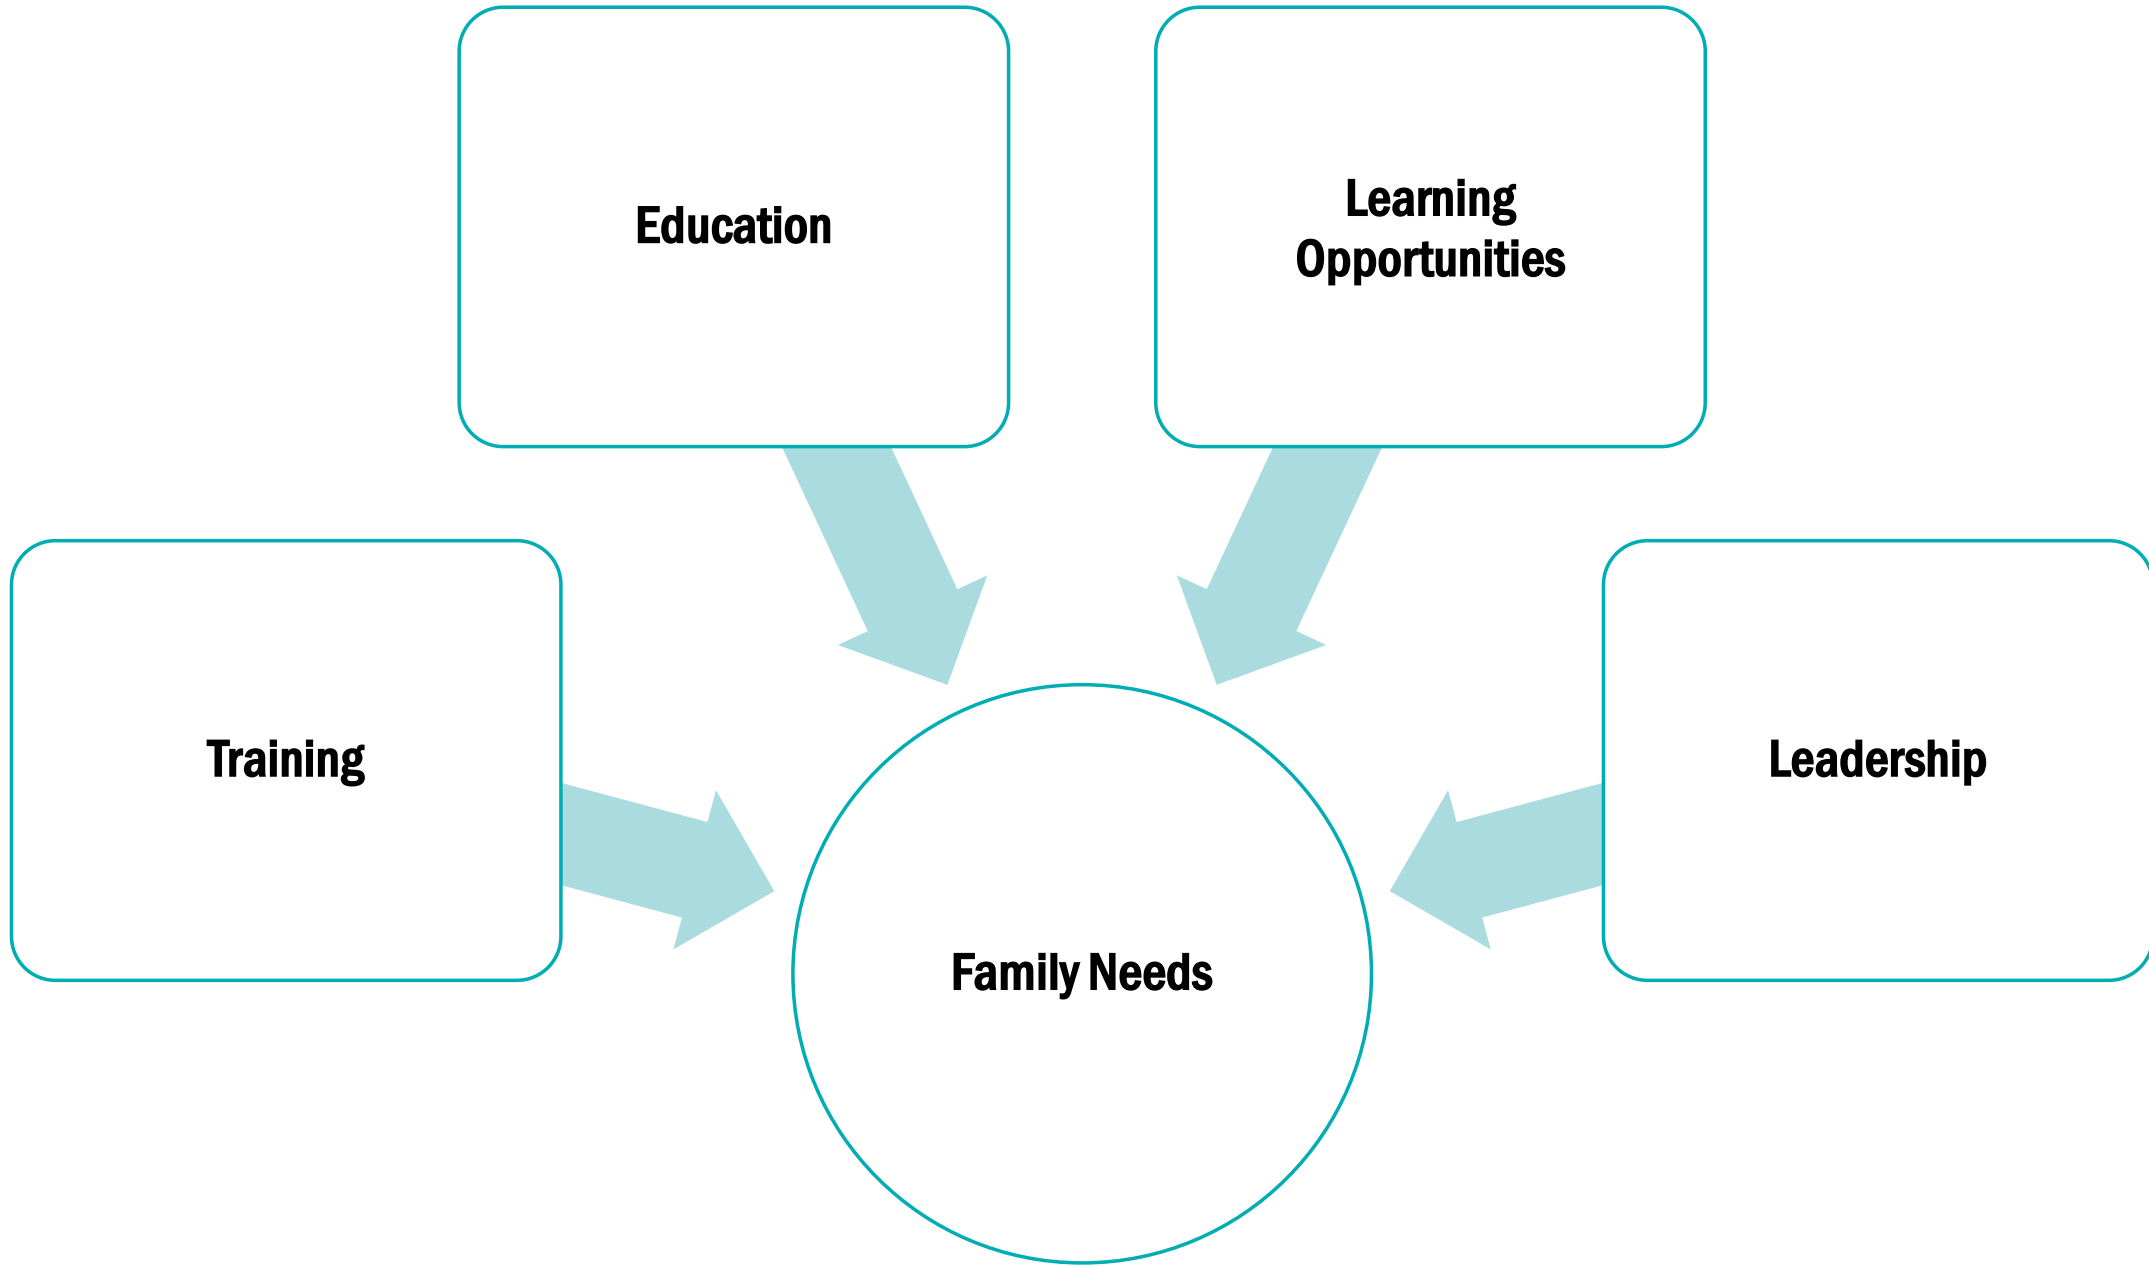 Education
Learning
Opportunities
Training
Leadership
Family Needs